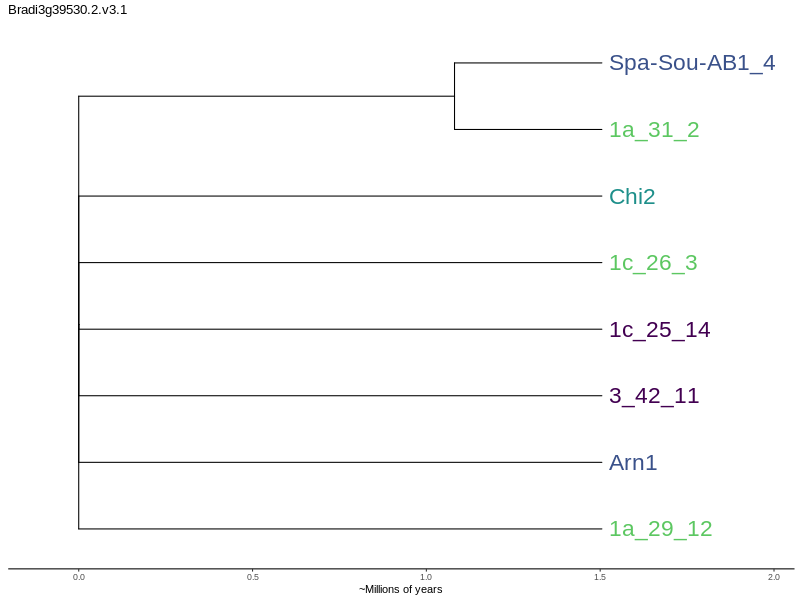 Bradi3g39530.2.v3.1
Spa-Sou-AB1_4
1a_31_2
Chi2
1c_26_3
1c_25_14
3_42_11
Arn1
1a_29_12
0.0 0.5 1.0 1.5 2.0
~Millions of years